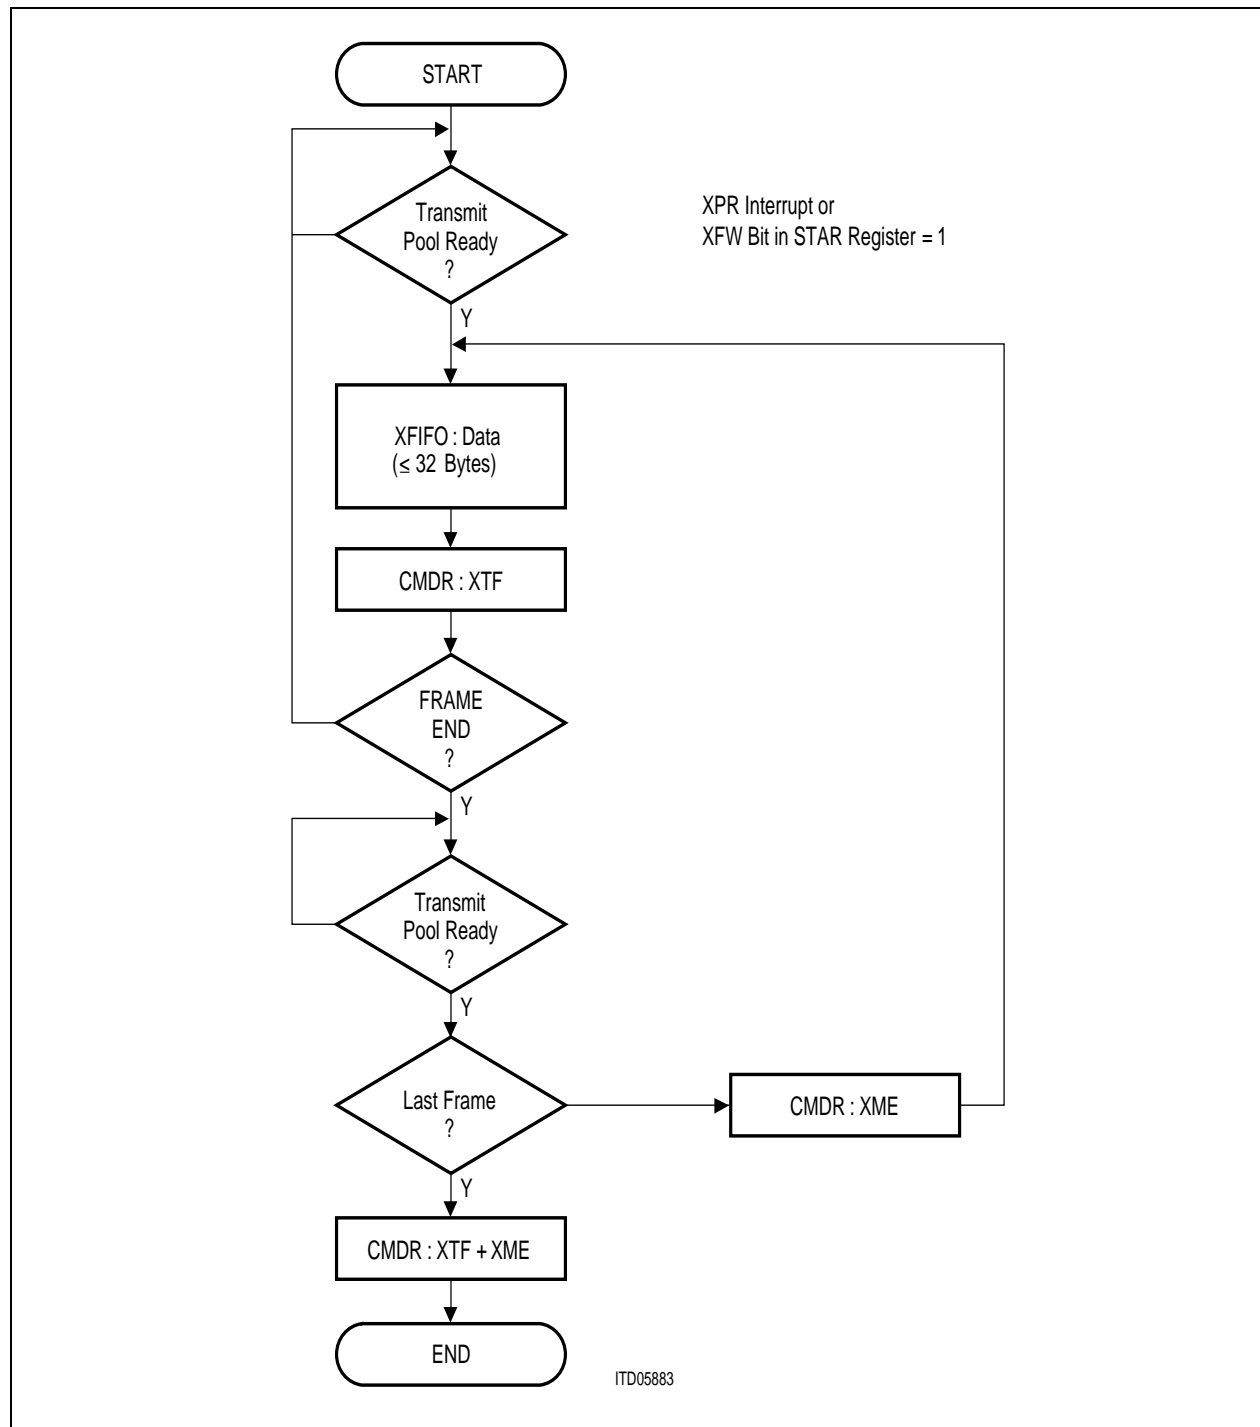 START
Transmit
Pool Ready
?
XPR Interrupt or
XFW Bit in STAR Register = 1
Y
XFIFO : Data
(≤ 32 Bytes)
CMDR : XTF
FRAME
END
?
Y
Transmit
Pool Ready
?
Y
Last Frame
?
CMDR : XME
Y
CMDR : XTF + XME
END
ITD05883